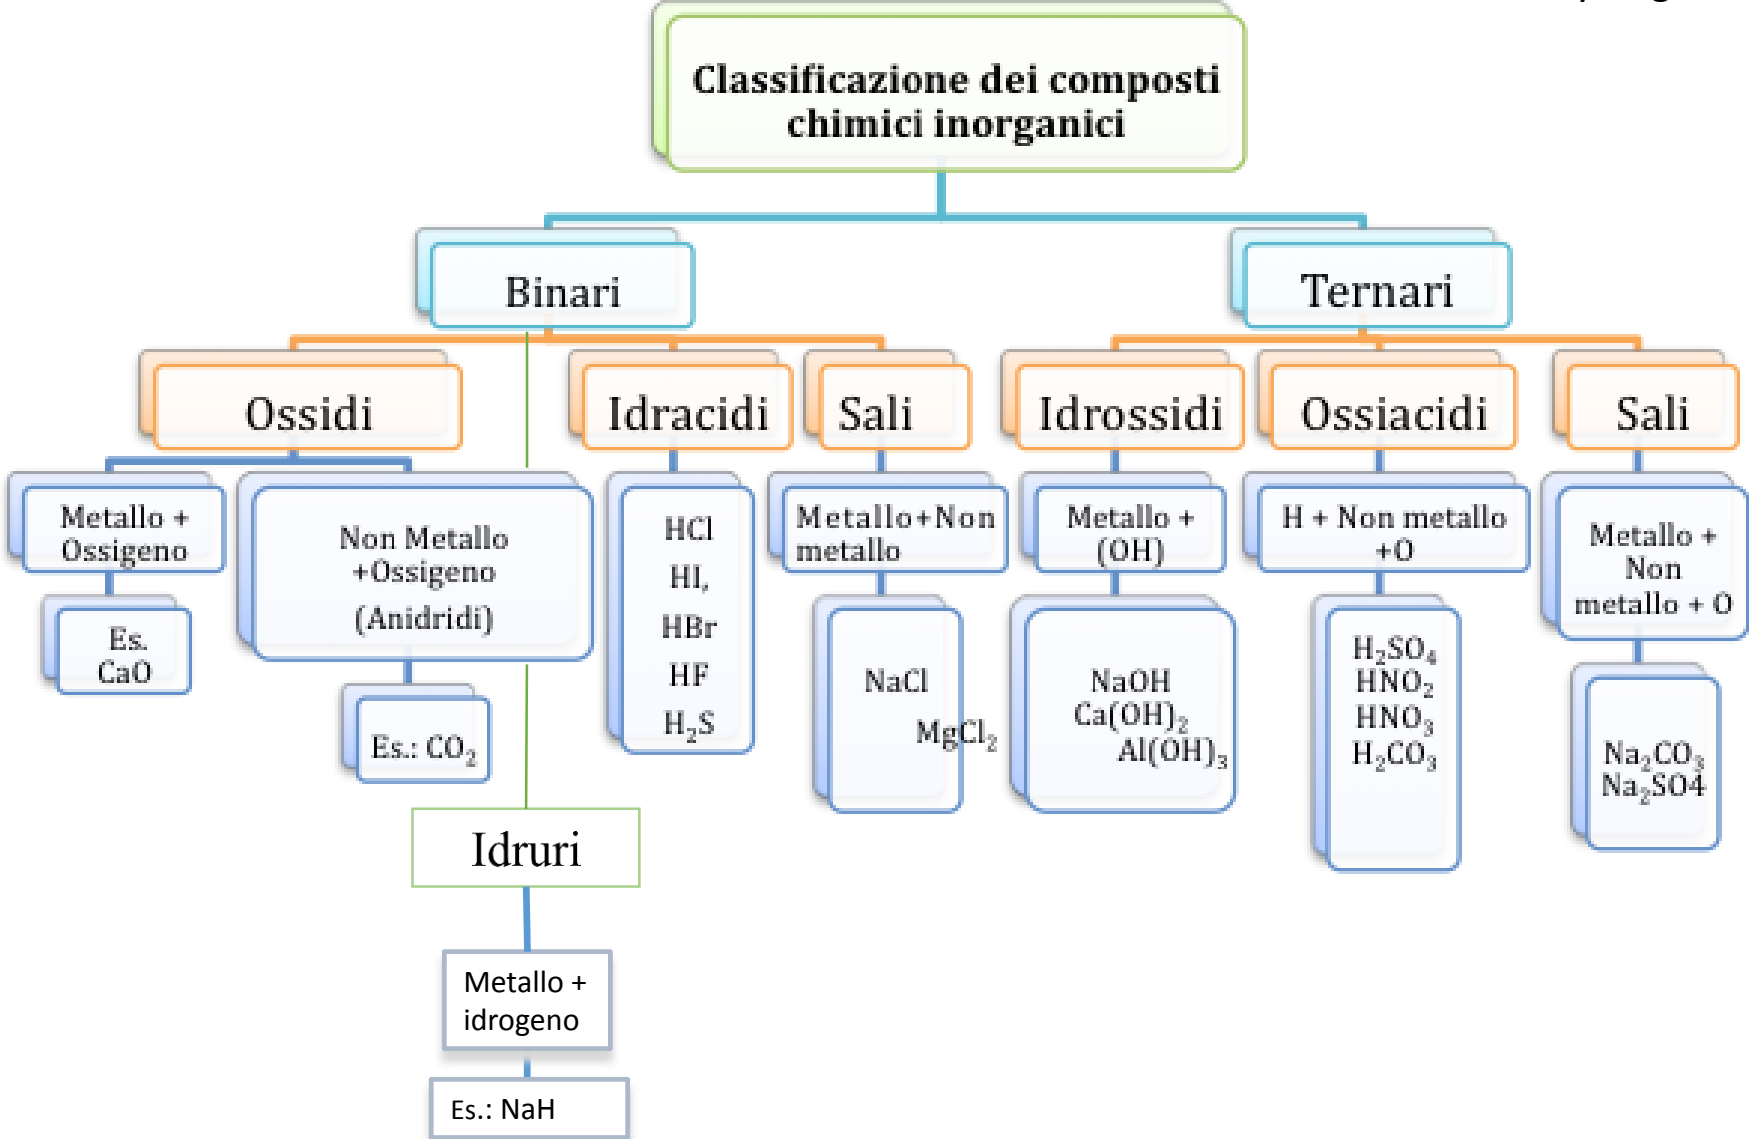 Classificazione dei composti
chimici inorganici
Binari
Ternari
Ossidi
Idracidi
Sali
Idrossidi
Ossiacidi
Sali
Metallo +
Ossigeno
Es.
CaO
Non Metallo
+Ossigeno
(Anidridi)
Es.: CO₂
HCl
HI,
HBr
HF
H₂S
Metallo+Non
metallo
NaCl
MgCl₂
Metallo +
(OH)
NaOH
Ca(OH)₂
Al(OH)₃
H + Non metallo
+O
H₂SO₄
HNO₂
HNO₃
H₂CO₃
Metallo +
Non
metallo + O
Na₂CO₃
Na₂SO4
Idruri
Metallo +
idrogeno
Es.: NaH